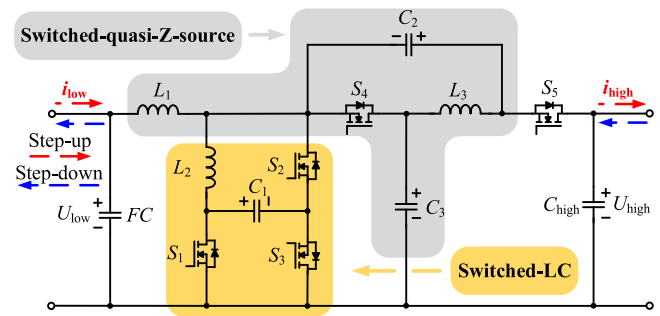 Switched-quasi-Z-source
C2
− +
L1
S4
L3
S5
ilow
ihigh
Step-up
Step-down
L2
S2
C1
+ −
S1
S3
+
−
Ulow
FC
+
−
C3
Chigh
+
−
Uhigh
Switched-LC